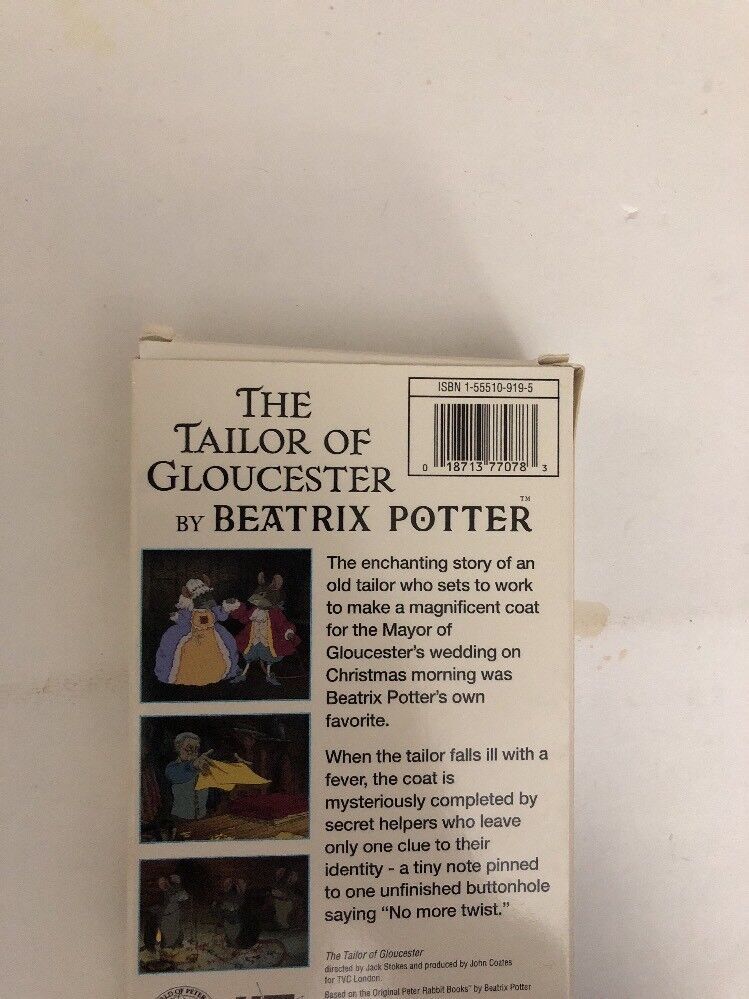 THE
TAILOR OF
GLOUCESTER
BY BEATRIX POTTER™
ISBN 1-55510-919-5
0 18713 77078 3
The enchanting story of an
old tailor who sets to work
to make a magnificent coat
for the Mayor of
Gloucester's wedding on
Christmas morning was
Beatrix Potter's own
favorite.
When the tailor falls ill with a
fever, the coat is
mysteriously completed by
secret helpers who leave
only one clue to their
identity - a tiny note pinned
to one unfinished buttonhole
saying “No more twist.”
The Tailor of Gloucester
directed by Jack Stokes and produced by John Coates
for TVC London.
Based on the Original Peter Rabbit Books™ by Beatrix Potter
OF PETER